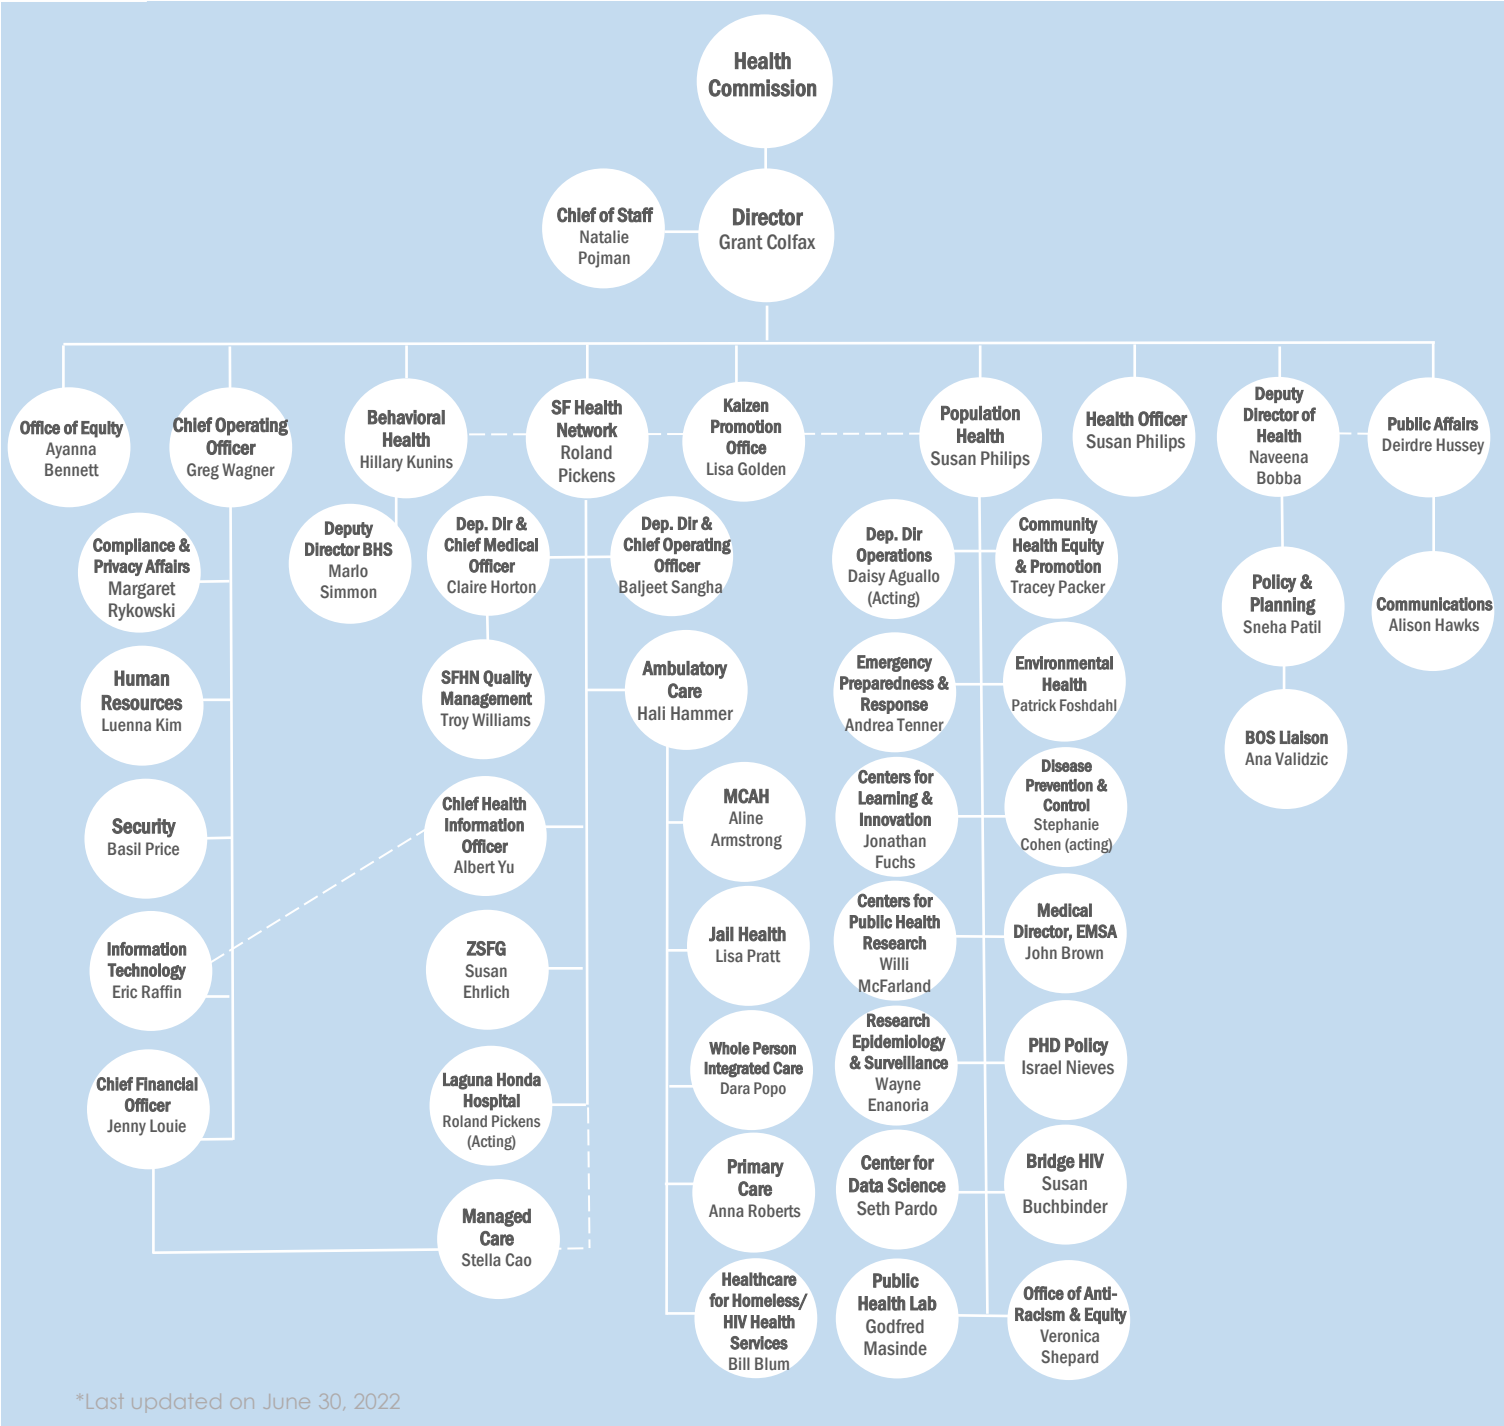 Health
Commission
Chief of Staff
Natalie
Pojman
Director
Grant Colfax
Office of Equity
Ayanna
Bennett
Chief Operating
Officer
Greg Wagner
Behavioral
Health
Hillary Kunins
SF Health
Network
Roland
Pickens
Kaizen
Promotion
Office
Lisa Golden
Population
Health
Susan Philips
Health Officer
Susan Philips
Deputy
Director of
Health
Naveena
Bobba
Public Affairs
Deirdre Hussey
Compliance &
Privacy Affairs
Margaret
Rykowski
Human
Resources
Luenna Kim
Security
Basil Price
Information
Technology
Eric Raffin
Chief Financial
Officer
Jenny Louie
Deputy
Director BHS
Marlo
Simmon
Dep. Dir &
Chief Medical
Officer
Claire Horton
Dep. Dir &
Chief Operating
Officer
Baljeet Sangha
SFHN Quality
Management
Troy Williams
Ambulatory
Care
Hali Hammer
Chief Health
Information
Officer
Albert Yu
ZSFG
Susan
Ehrlich
Laguna Honda
Hospital
Roland Pickens
(Acting)
Managed
Care
Stella Cao
MCAH
Aline
Armstrong
Jail Health
Lisa Pratt
Whole Person
Integrated Care
Dara Popo
Primary
Care
Anna Roberts
Healthcare
for Homeless/
HIV Health
Services
Bill Blum
Dep. Dir
Operations
Daisy Aguallo
(Acting)
Community
Health Equity
& Promotion
Tracey Packer
Emergency
Preparedness &
Response
Andrea Tenner
Environmental
Health
Patrick Foshdahl
Centers for
Learning &
Innovation
Jonathan
Fuchs
Disease
Prevention &
Control
Stephanie
Cohen (acting)
Centers for
Public Health
Research
Willi
McFarland
Medical
Director, EMSA
John Brown
Research
Epidemiology
& Surveillance
Wayne
Enanoria
PHD Policy
Israel Nieves
Center for
Data Science
Seth Pardo
Bridge HIV
Susan
Buchbinder
Public
Health Lab
Godfred
Masinde
Office of Anti-
Racism & Equity
Veronica
Shepard
Policy &
Planning
Sneha Patil
BOS Liaison
Ana Validzic
Communications
Alison Hawks
*Last updated on June 30, 2022